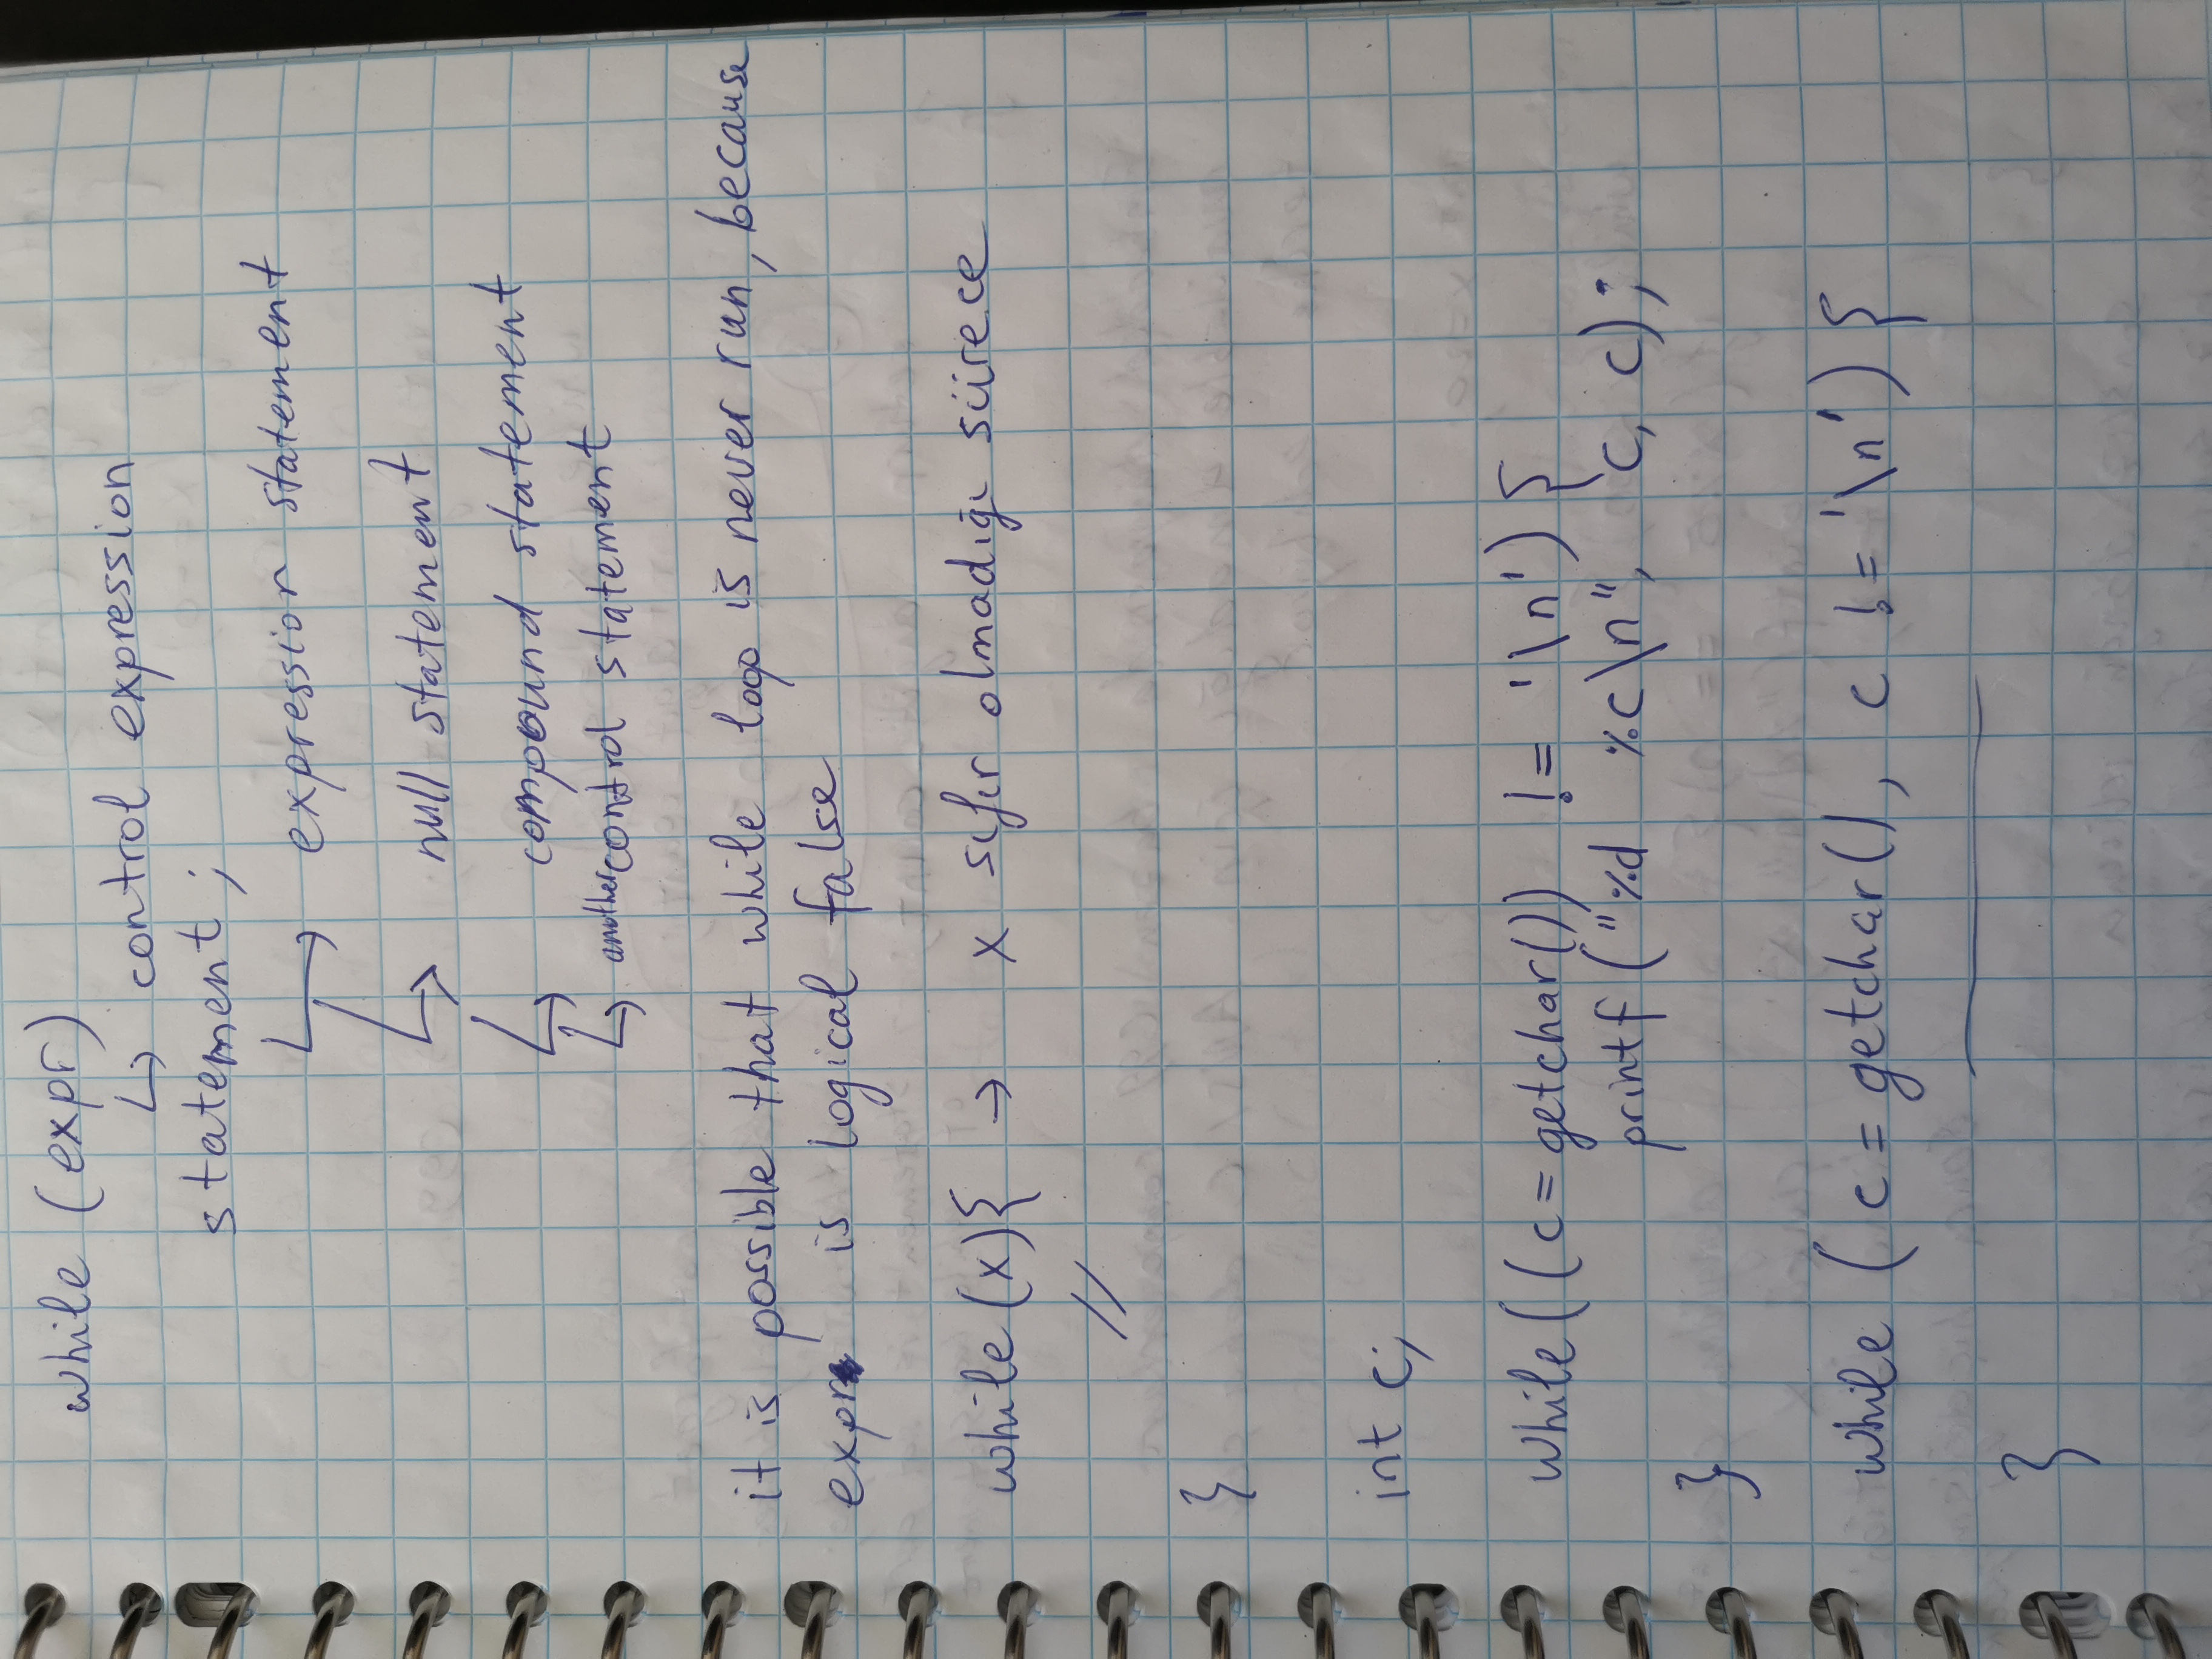 while (expr)
↳ control expression
statement;
↳ expression statement
↳ null statement
↳ compound statement
↳ another control statement
it is possible that while loop is never run, because
expr is logical false
while (x){ → x sıfır olmadığı sürece
//
}
int c;
while((c = getchar()) != '\n') {
printf("%d %c\n", c, c);
}
while (c = getchar(), c != '\n') {
}